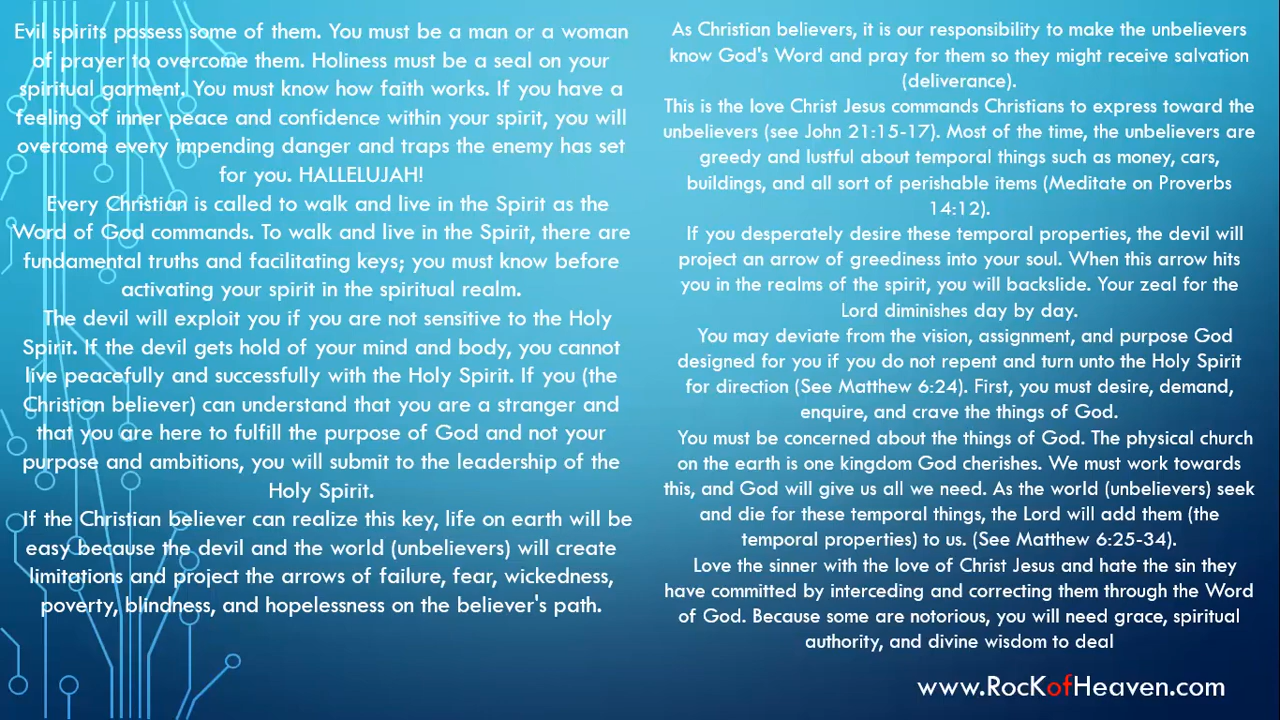 Evil spirits possess some of them. You must be a man or a woman
of prayer to overcome them. Holiness must be a seal on your
spiritual garment. You must know how faith works. If you have a
feeling of inner peace and confidence within your spirit, you will
overcome every impending danger and traps the enemy has set
for you. HALLELUJAH!
Every Christian is called to walk and live in the Spirit as the
Word of God commands. To walk and live in the Spirit, there are
fundamental truths and facilitating keys; you must know before
activating your spirit in the spiritual realm.
The devil will exploit you if you are not sensitive to the Holy
Spirit. If the devil gets hold of your mind and body, you cannot
live peacefully and successfully with the Holy Spirit. If you (the
Christian believer) can understand that you are a stranger and
that you are here to fulfill the purpose of God and not your
purpose and ambitions, you will submit to the leadership of the
Holy Spirit.
If the Christian believer can realize this key, life on earth will be
easy because the devil and the world (unbelievers) will create
limitations and project the arrows of failure, fear, wickedness,
poverty, blindness, and hopelessness on the believer's path.
As Christian believers, it is our responsibility to make the unbelievers
know God's Word and pray for them so they might receive salvation
(deliverance).
This is the love Christ Jesus commands Christians to express toward the
unbelievers (see John 21:15-17). Most of the time, the unbelievers are
greedy and lustful about temporal things such as money, cars,
buildings, and all sort of perishable items (Meditate on Proverbs
14:12).
If you desperately desire these temporal properties, the devil will
project an arrow of greediness into your soul. When this arrow hits
you in the realms of the spirit, you will backslide. Your zeal for the
Lord diminishes day by day.
You may deviate from the vision, assignment, and purpose God
designed for you if you do not repent and turn unto the Holy Spirit
for direction (See Matthew 6:24). First, you must desire, demand,
enquire, and crave the things of God.
You must be concerned about the things of God. The physical church
on the earth is one kingdom God cherishes. We must work towards
this, and God will give us all we need. As the world (unbelievers) seek
and die for these temporal things, the Lord will add them (the
temporal properties) to us. (See Matthew 6:25-34).
Love the sinner with the love of Christ Jesus and hate the sin they
have committed by interceding and correcting them through the Word
of God. Because some are notorious, you will need grace, spiritual
authority, and divine wisdom to deal
www.RocKofHeaven.com